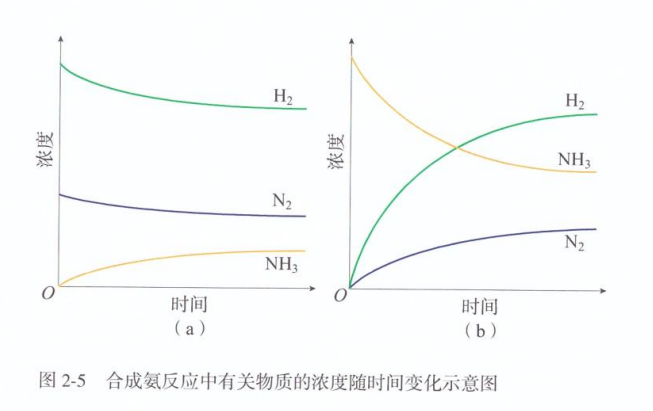 浓度
H₂
N₂
NH₃
O
时间
（a）
浓度
H₂
NH₃
N₂
O
时间
（b）
图 2-5 合成氨反应中有关物质的浓度随时间变化示意图